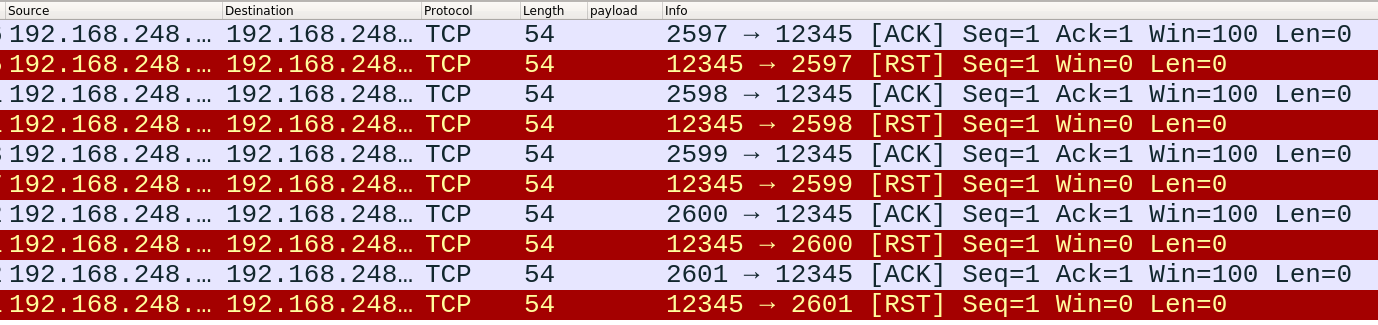 Source Destination Protocol Length payload Info
192.168.248.… 192.168.248… TCP 54 2597 → 12345 [ACK] Seq=1 Ack=1 Win=100 Len=0
192.168.248.… 192.168.248… TCP 54 12345 → 2597 [RST] Seq=1 Win=0 Len=0
192.168.248.… 192.168.248… TCP 54 2598 → 12345 [ACK] Seq=1 Ack=1 Win=100 Len=0
192.168.248.… 192.168.248… TCP 54 12345 → 2598 [RST] Seq=1 Win=0 Len=0
192.168.248.… 192.168.248… TCP 54 2599 → 12345 [ACK] Seq=1 Ack=1 Win=100 Len=0
192.168.248.… 192.168.248… TCP 54 12345 → 2599 [RST] Seq=1 Win=0 Len=0
192.168.248.… 192.168.248… TCP 54 2600 → 12345 [ACK] Seq=1 Ack=1 Win=100 Len=0
192.168.248.… 192.168.248… TCP 54 12345 → 2600 [RST] Seq=1 Win=0 Len=0
192.168.248.… 192.168.248… TCP 54 2601 → 12345 [ACK] Seq=1 Ack=1 Win=100 Len=0
192.168.248.… 192.168.248… TCP 54 12345 → 2601 [RST] Seq=1 Win=0 Len=0